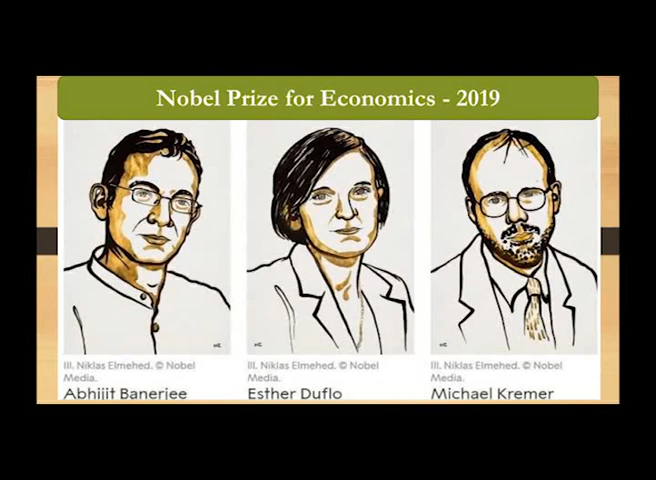 Nobel Prize for Economics - 2019
Ill. Niklas Elmehed. © Nobel
Media.
Abhijit Banerjee
Ill. Niklas Elmehed. © Nobel
Media.
Esther Duflo
Ill. Niklas Elmehed. © Nobel
Media.
Michael Kremer